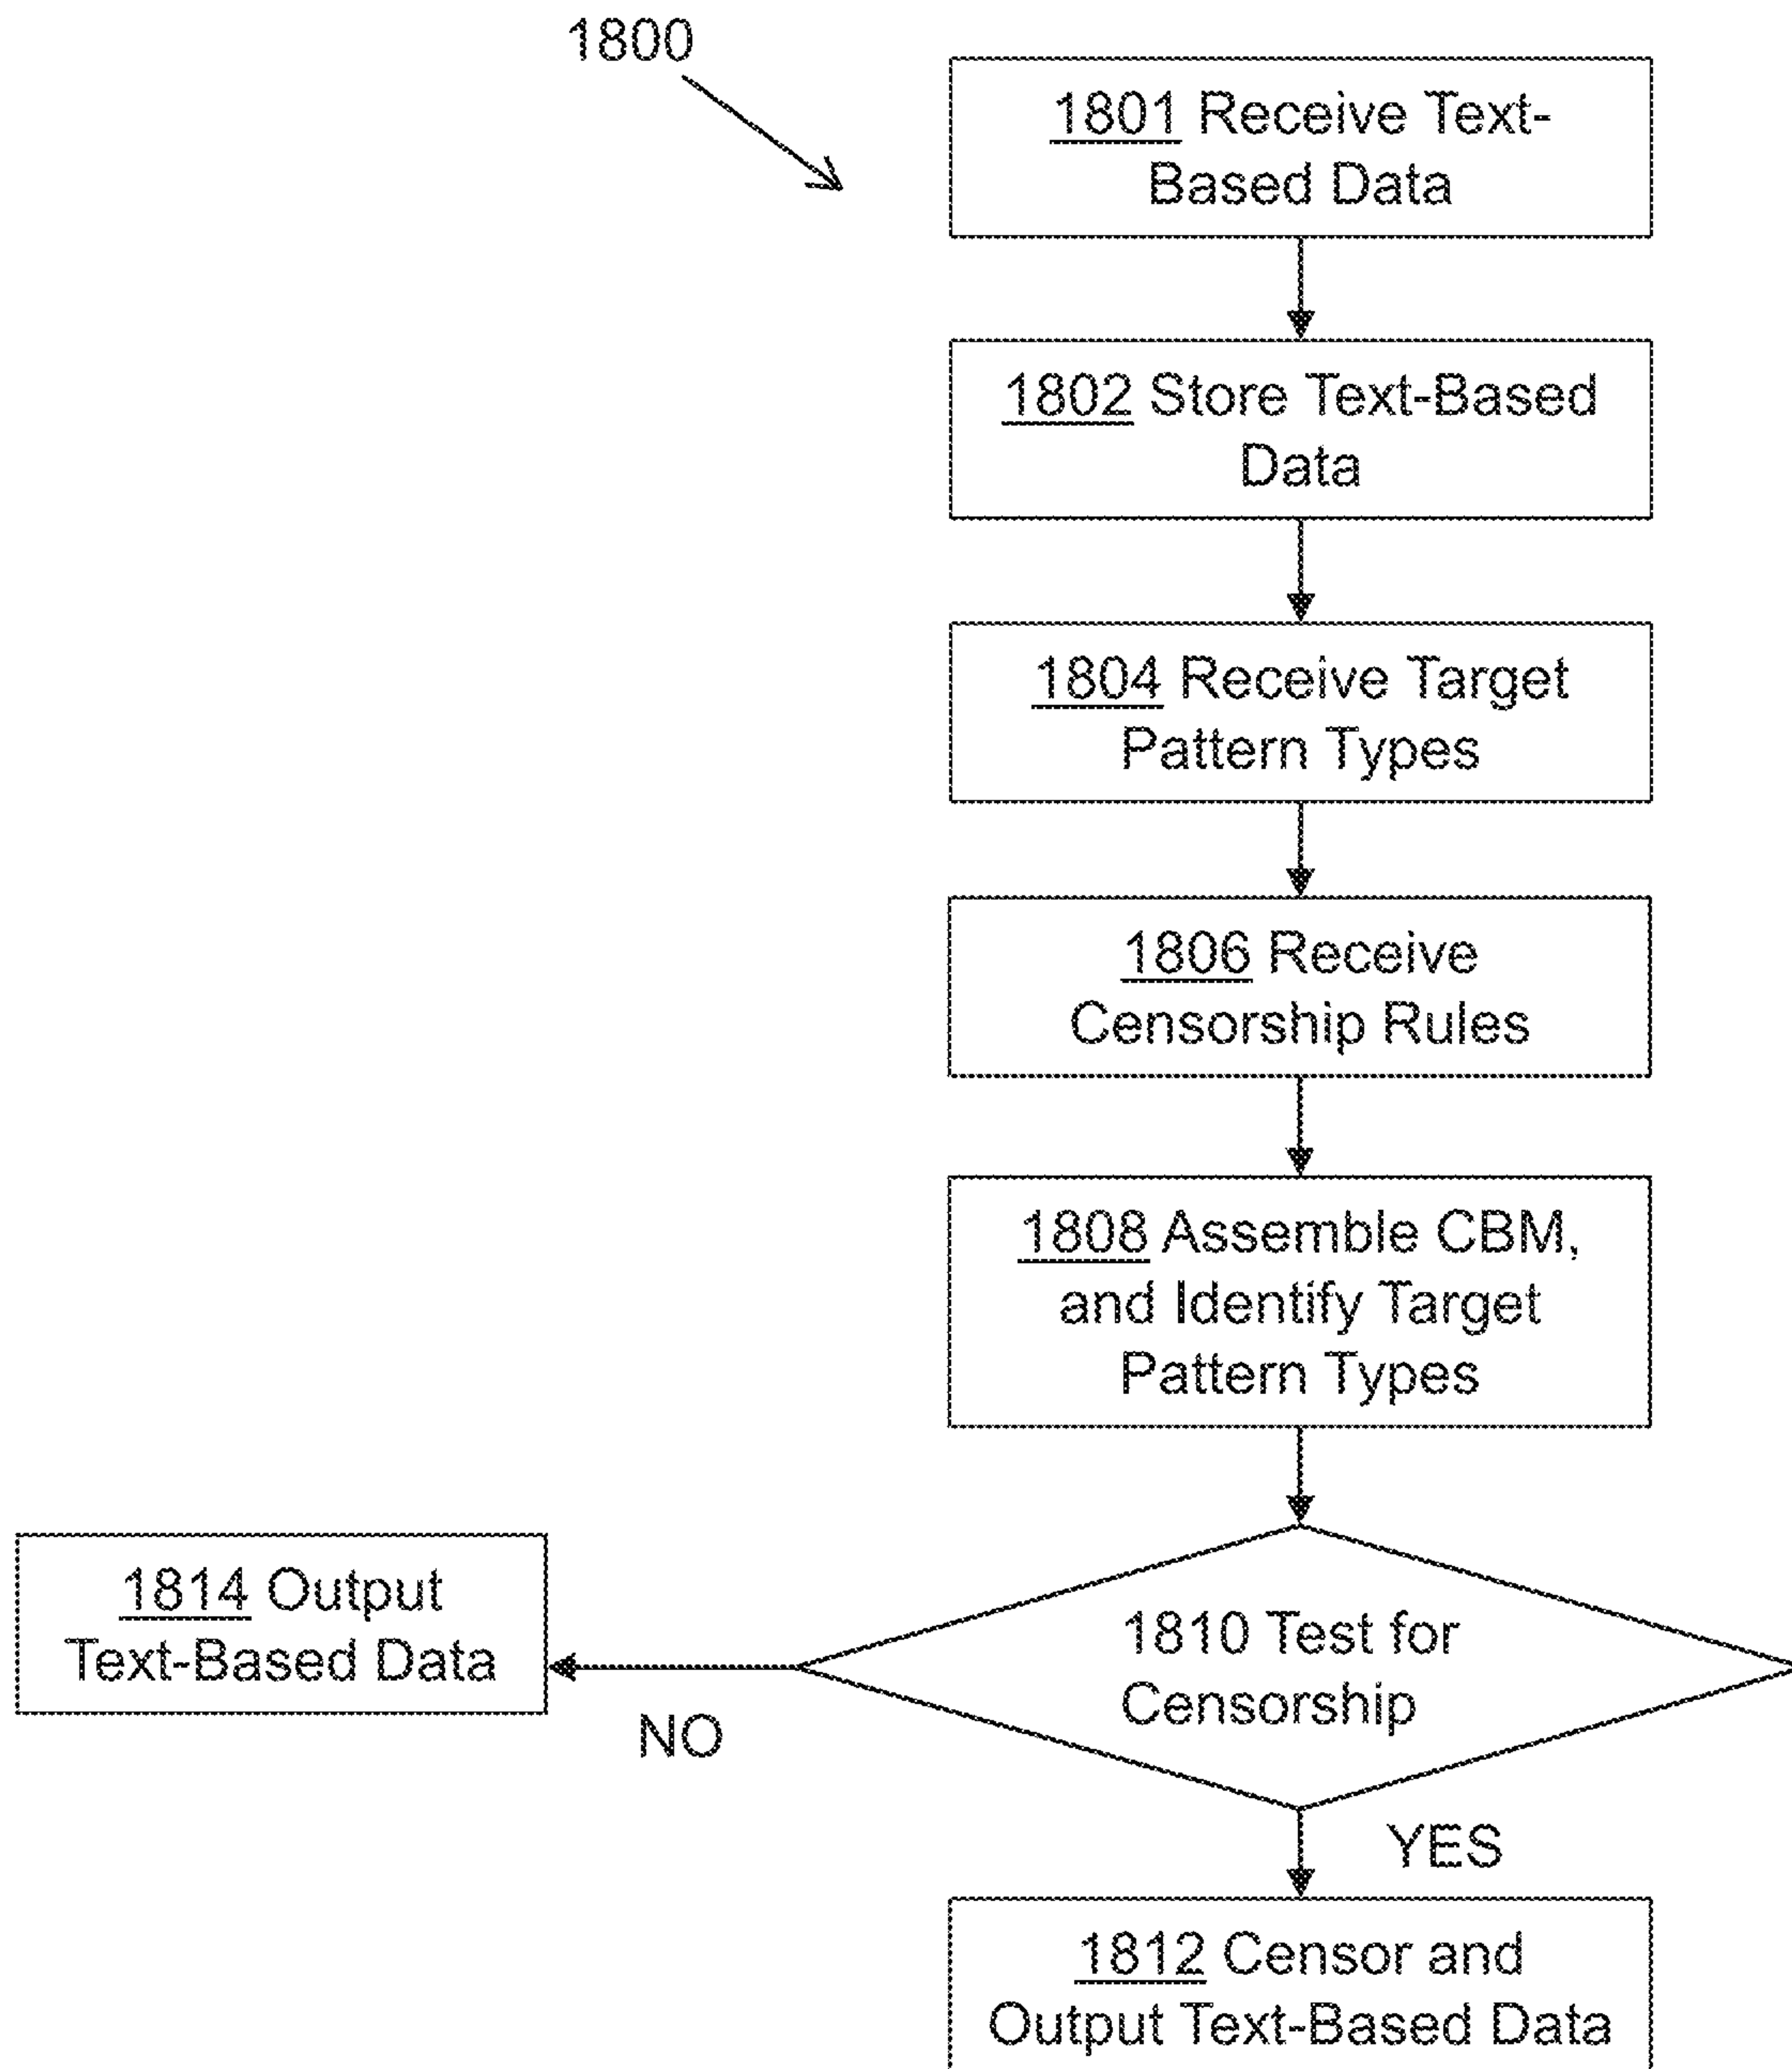 1800
1801 Receive Text-
Based Data
1802 Store Text-Based
Data
1804 Receive Target
Pattern Types
1806 Receive
Censorship Rules
1808 Assemble CBM,
and Identify Target
Pattern Types
1814 Output
Text-Based Data
1810 Test for
Censorship
NO
YES
1812 Censor and
Output Text-Based Data